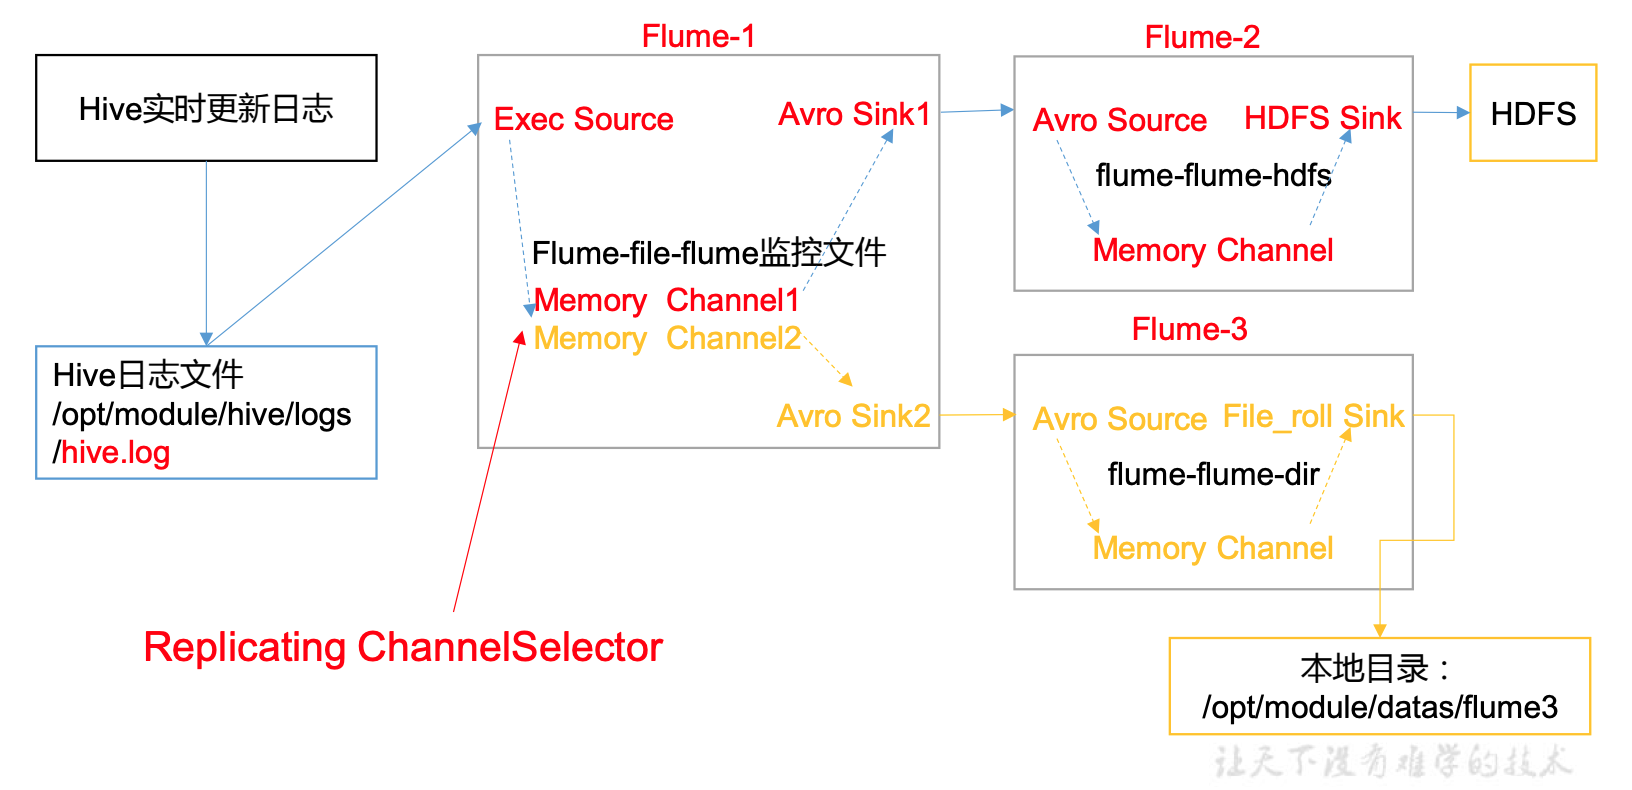 Hive实时更新日志
Hive日志文件
/opt/module/hive/logs
/hive.log
Flume-1
Exec Source
Avro Sink1
Flume-file-flume监控文件
Memory  Channel1
Memory  Channel2
Avro Sink2
Replicating ChannelSelector
Flume-2
Avro Source
HDFS Sink
flume-flume-hdfs
Memory Channel
HDFS
Flume-3
Avro Source
File_roll Sink
flume-flume-dir
Memory Channel
本地目录：
/opt/module/datas/flume3
让天下没有难学的技术